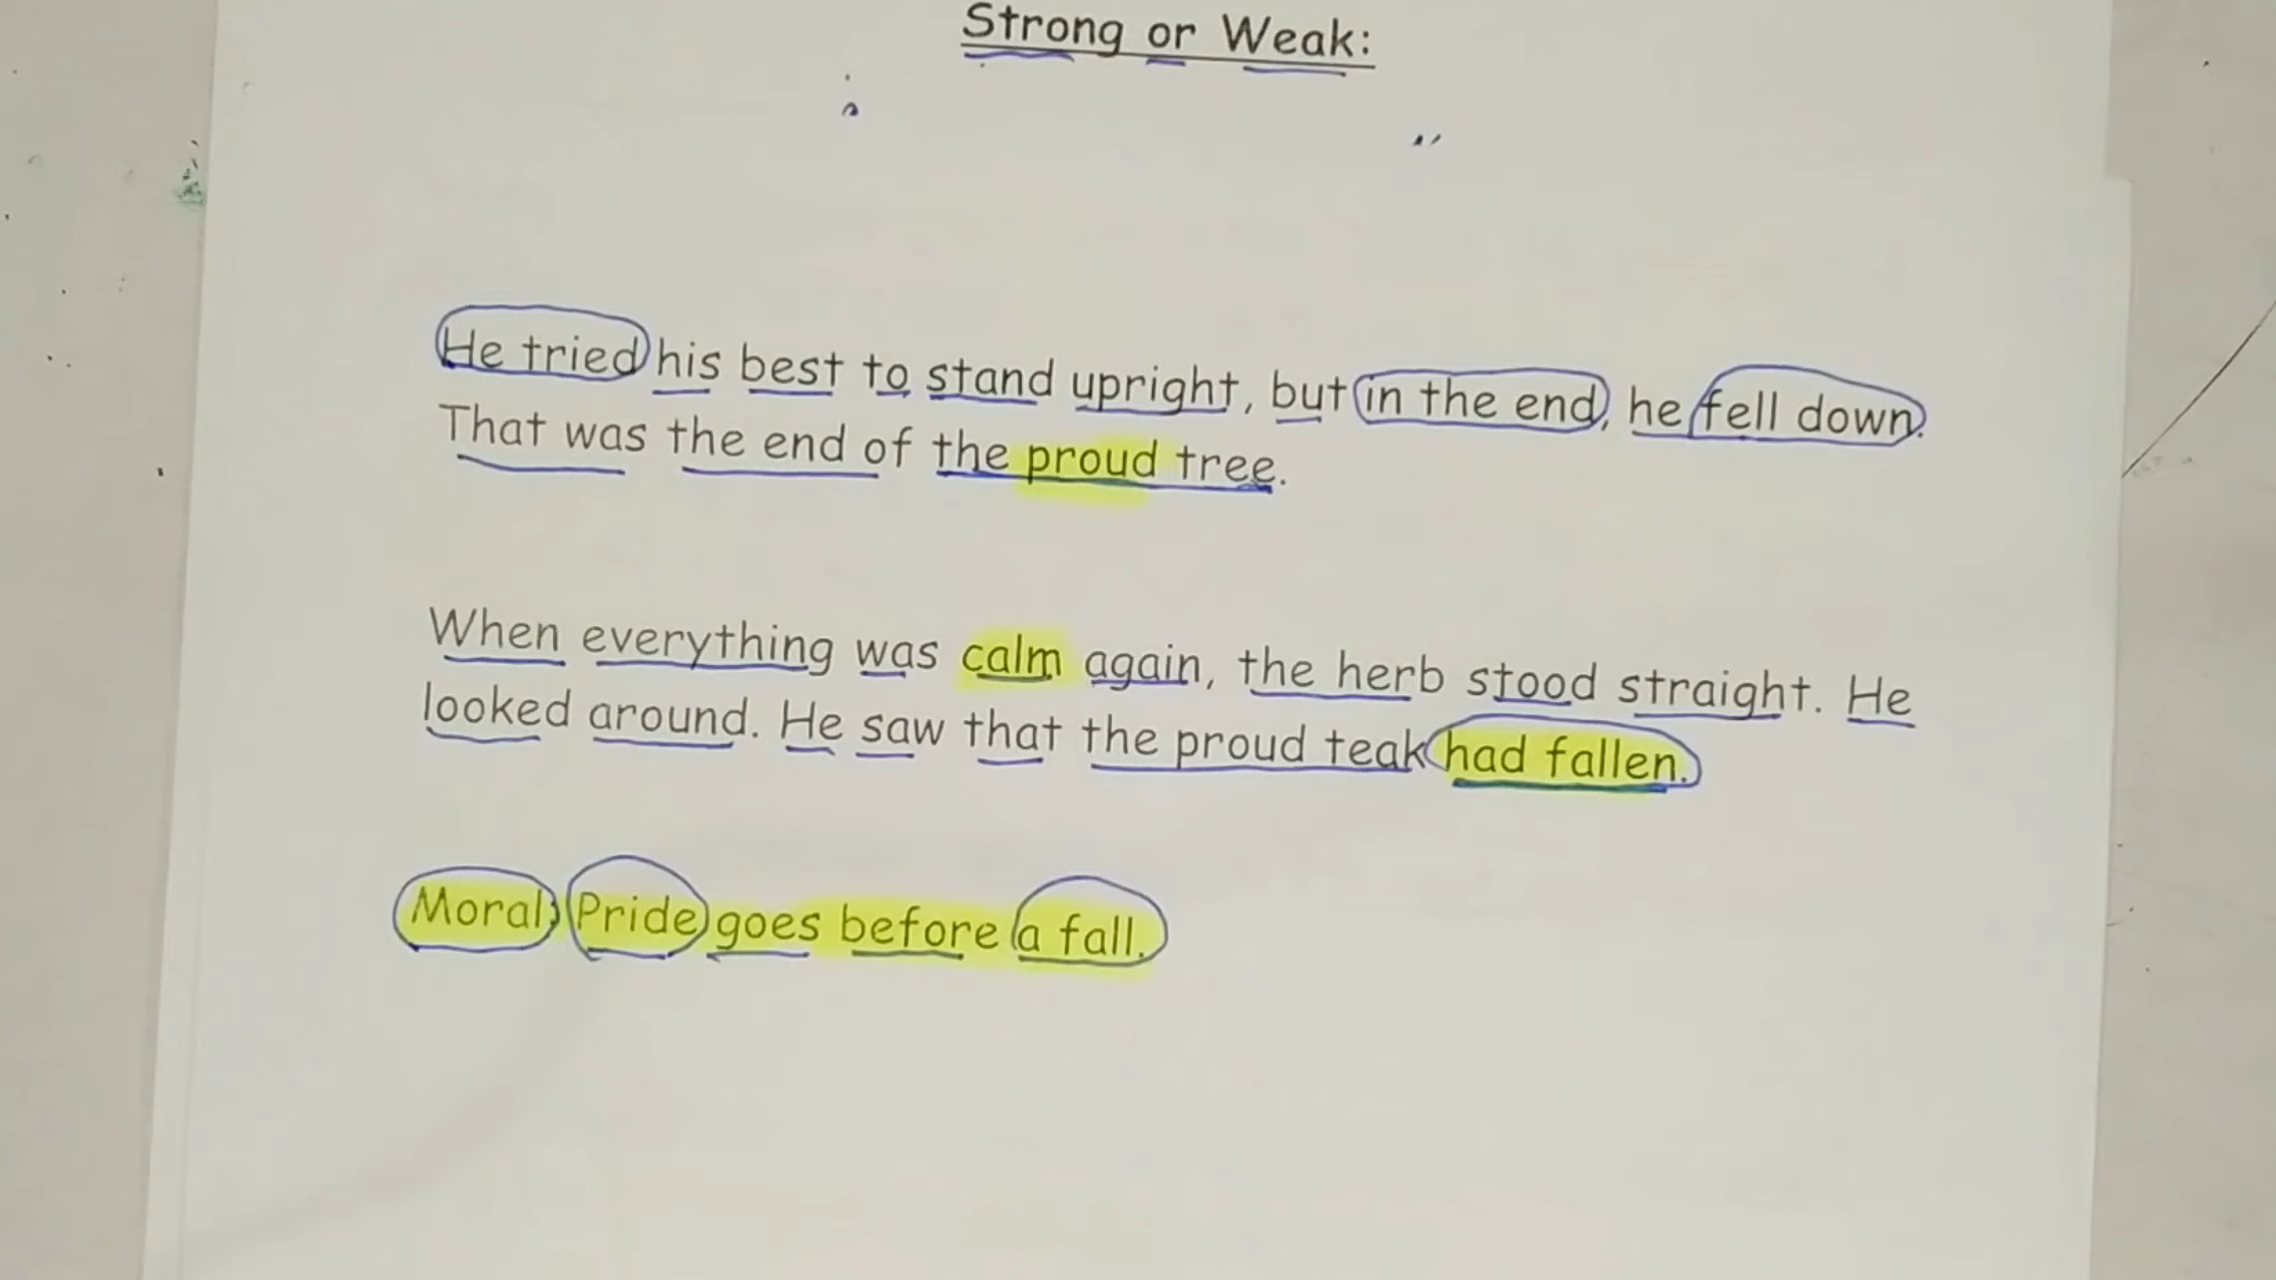 Strong or Weak:
He tried his best to stand upright, but in the end, he fell down.
That was the end of the proud tree.
When everything was calm again, the herb stood straight. He
looked around. He saw that the proud teak had fallen.
Moral: Pride goes before a fall.